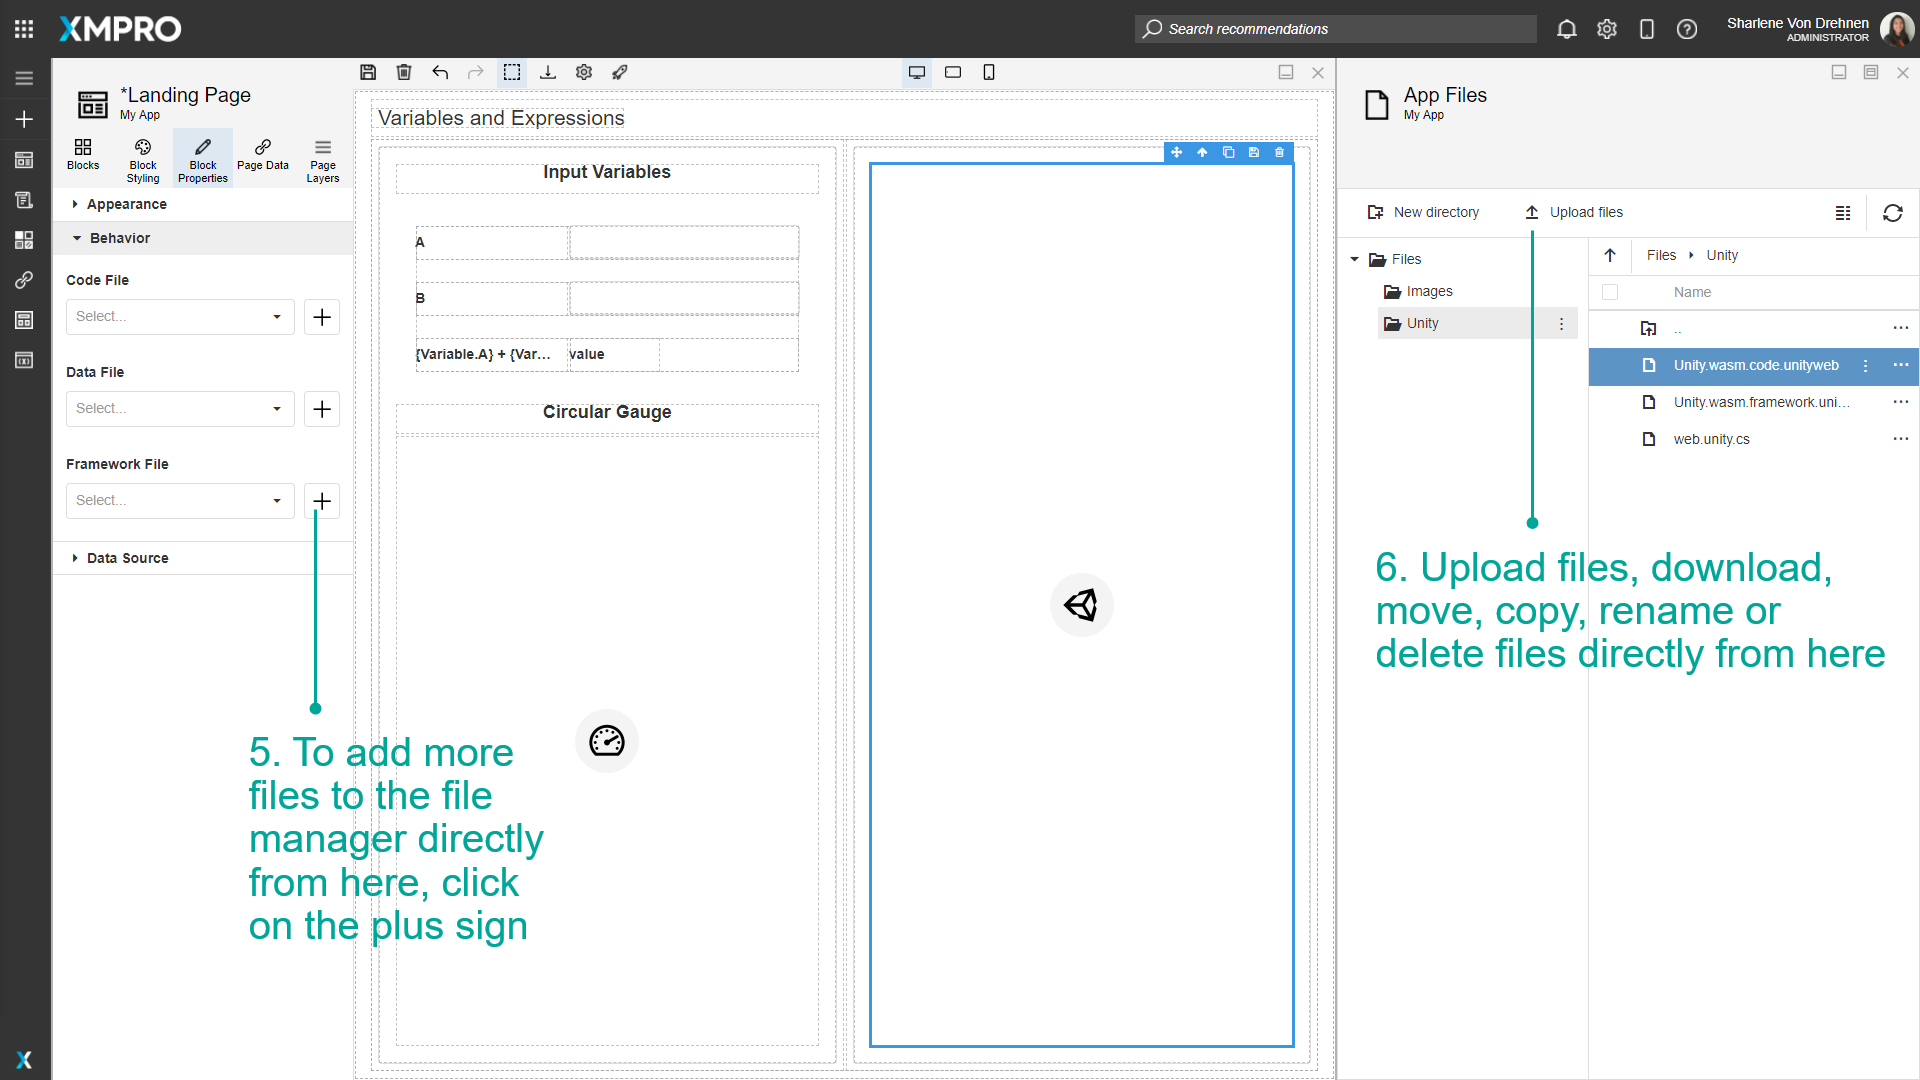 XMPRO
Search recommendations
Sharlene Von Drehnen
ADMINISTRATOR
*Landing Page
My App
Blocks
Block
Styling
Block
Properties
Page Data
Page
Layers
Appearance
Behavior
Code File
Select...
Data File
Select...
Framework File
Select...
Data Source
Variables and Expressions
Input Variables
A
B
{Variable.A} + {Var...
value
Circular Gauge
5. To add more
files to the file
manager directly
from here, click
on the plus sign
App Files
My App
New directory
Upload files
Files
Images
Unity
Files
Unity
Name
..
Unity.wasm.code.unityweb
Unity.wasm.framework.uni...
web.unity.cs
6. Upload files, download,
move, copy, rename or
delete files directly from here